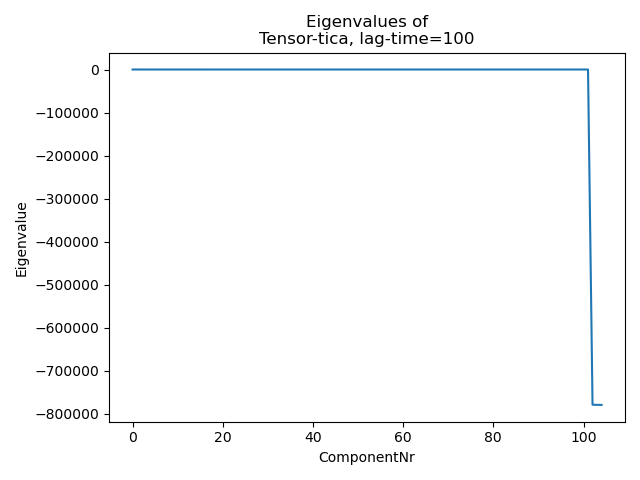 Eigenvalues of
Tensor-tica, lag-time=100
0
−100000
−200000
−300000
−400000
−500000
−600000
−700000
−800000
Eigenvalue
0 20 40 60 80 100
ComponentNr